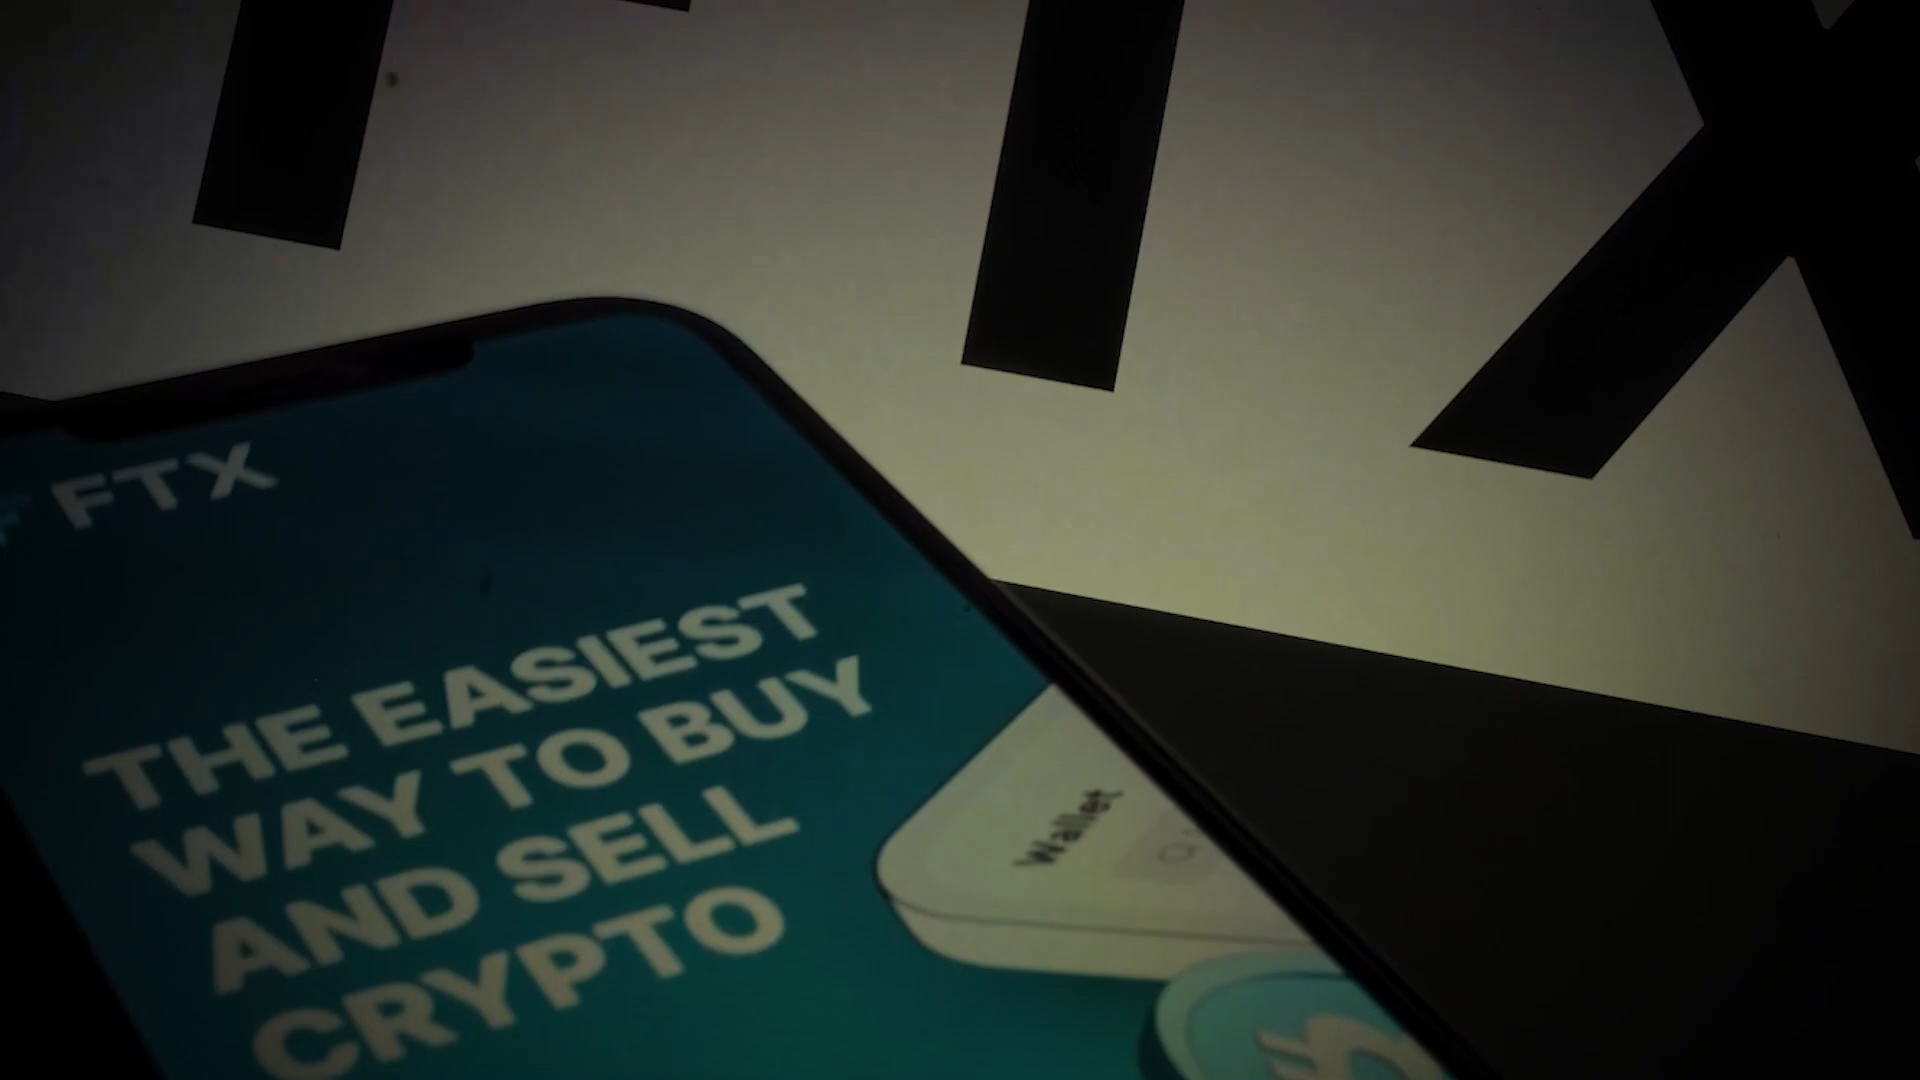 FTX
FTX
THE EASIEST
WAY TO BUY
AND SELL
CRYPTO
Wallet